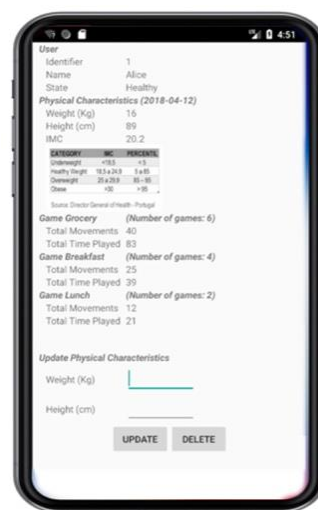 4:51
User
Identifier 1
Name Alice
State Healthy
Physical Characteristics (2018-04-12)
Weight (Kg) 16
Height (cm) 89
IMC 20.2
CATEGORY IMC PERCENTIL
Underweight <18,5 < 5
Healthy Weight 18,5 a 24,9 5 a 85
Overweight 25 a 29,9 85 – 95
Obese >30 > 95
Source: Director General of Health - Portugal
Game Grocery (Number of games: 6)
Total Movements 40
Total Time Played 83
Game Breakfast (Number of games: 4)
Total Movements 25
Total Time Played 39
Game Lunch (Number of games: 2)
Total Movements 12
Total Time Played 21
Update Physical Characteristics
Weight (Kg)
Height (cm)
UPDATE DELETE